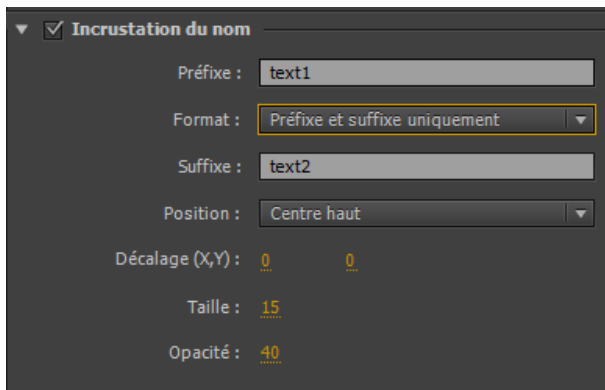 Incrustation du nom
Préfixe : text1
Format : Préfixe et suffixe uniquement
Suffixe : text2
Position : Centre haut
Décalage (X,Y) : 0 0
Taille : 15
Opacité : 40